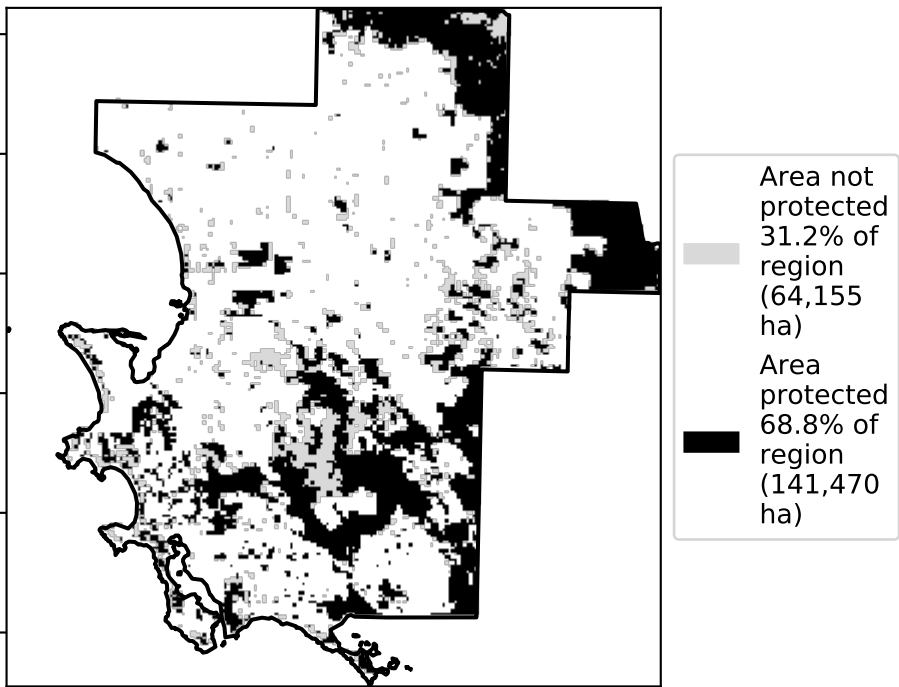 Area not
protected
31.2% of
region
(64,155
ha)
Area
protected
68.8% of
region
(141,470
ha)